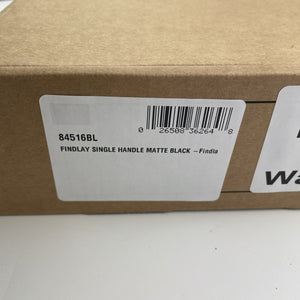 0 26508 36264 8
84516BL
FINDLAY SINGLE HANDLE MATTE BLACK – Findla
Wa